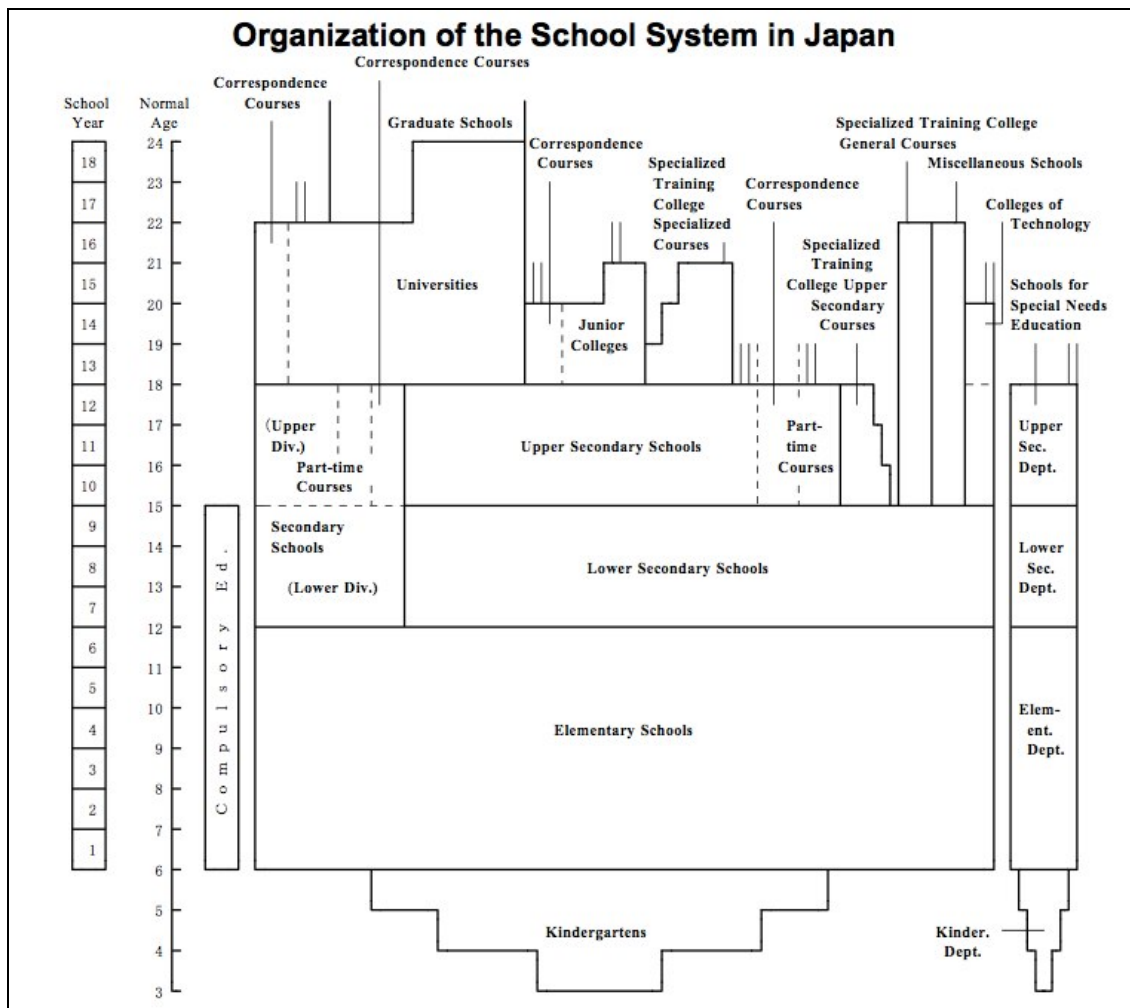 Organization of the School System in Japan
Correspondence Courses
Correspondence
Courses
School
Year
Normal
Age
Graduate Schools
Correspondence
Courses
Specialized
Training
College
Specialized
Courses
Correspondence
Courses
Specialized Training College
General Courses
Miscellaneous Schools
Colleges of
Technology
Specialized
Training
College Upper
Secondary
Courses
Schools for
Special Needs
Education
Universities
Junior
Colleges
(Upper
Div.)
Part-time
Courses
Upper Secondary Schools
Part-
time
Courses
Upper
Sec.
Dept.
Secondary
Schools
(Lower Div.)
Lower Secondary Schools
Lower
Sec.
Dept.
Elementary Schools
Elem-
ent.
Dept.
Kindergartens
Kinder.
Dept.
Compulsory Ed.
18
17
16
15
14
13
12
11
10
9
8
7
6
5
4
3
2
1
24
23
22
21
20
19
18
17
16
15
14
13
12
11
10
9
8
7
6
5
4
3